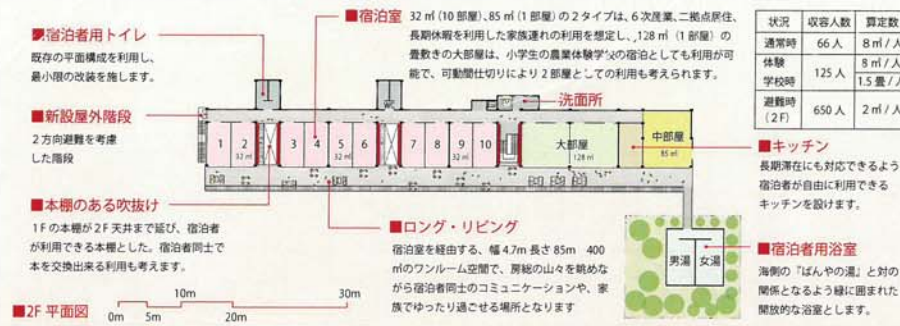 ■宿泊者用トイレ
既存の平面構成を利用し、
最小限の改装を施します。
■新設屋外階段
2方向避難を考慮
した階段
■本棚のある吹抜け
1Fの本棚が2F天井まで延び、宿泊者
が利用できる本棚とした。宿泊者同士で
本を交換出来る利用も考えます。
■2F 平面図
0m 5m 10m 20m 30m
■宿泊室
32㎡(10部屋)、85㎡(1部屋)の2タイプは、6次産業、二拠点居住、
長期休暇を利用した家族連れの利用を想定し、128㎡(1部屋)の
畳敷きの大部屋は、小学生の農業体験学
の宿泊としても利用が可
能で、可動間仕切りにより2部屋としての利用も考えられます。
洗面所
1 2 3 4 5 6 7 8 9 10
32㎡ 32㎡ 32㎡
大部屋
128㎡
中部屋
85㎡
■ロング・リビング
宿泊室を経由する、幅4.7m長さ85m 400
㎡のワンルーム空間で、房総の山々を眺めな
がら宿泊者同士のコミュニケーションや、家
族でゆったり過ごせる場所となります
男湯 女湯
状況 収容人数 算定数
通常時 66人 8㎡/人
体験
学校時 125人 8㎡/人
1.5畳/人
避難時
(2F) 650人 2㎡/人
■キッチン
長期滞在にも対応できるよう
宿泊者が自由に利用できる
キッチンを設けます。
■宿泊者用浴室
海側の『ばんやの湯』と対の
関係となるよう緑に囲まれた
開放的な浴室とします。